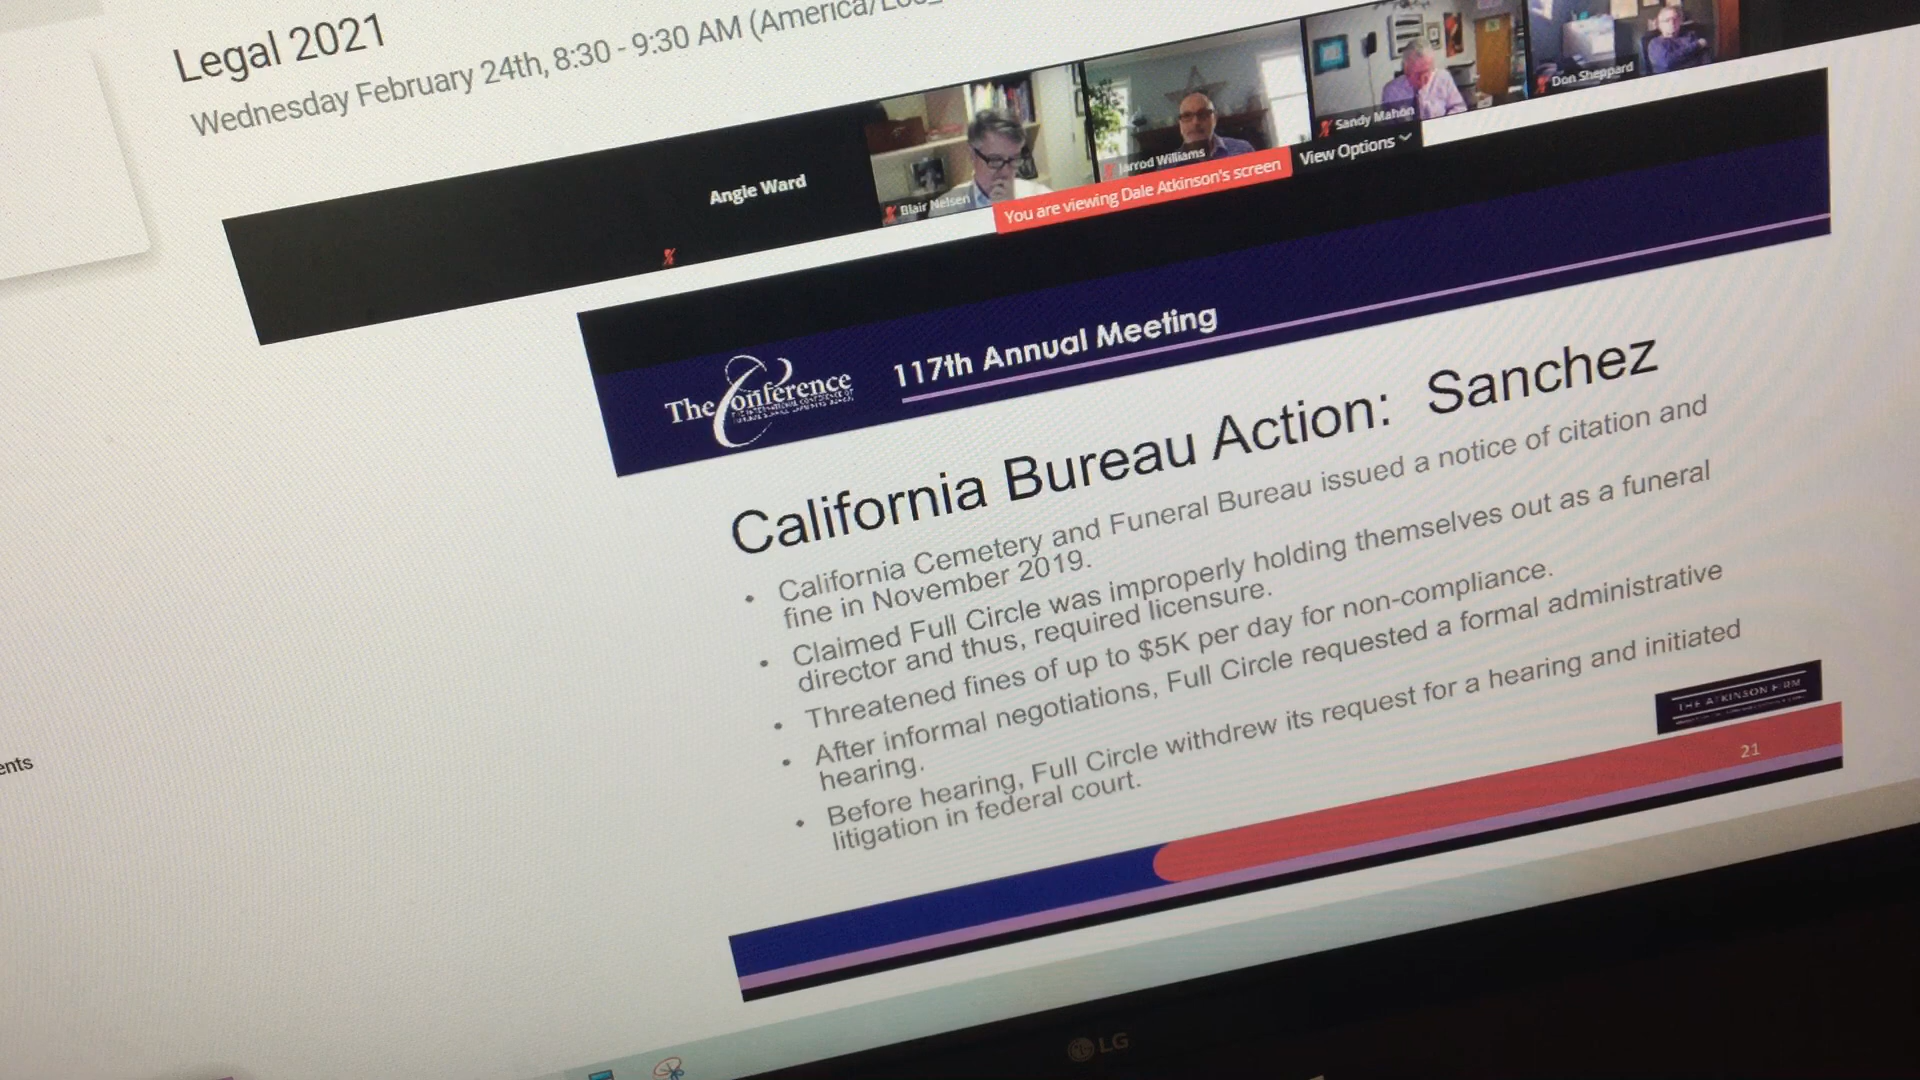 Legal 2021
Wednesday February 24th, 8:30 - 9:30 AM (America/Los_
Angie Ward
Blair Nelsen
Jarrod Williams
Sandy Mahon
Don Sheppard
You are viewing Dale Atkinson's screen
View Options
The Conference
117th Annual Meeting
California Bureau Action: Sanchez
• California Cemetery and Funeral Bureau issued a notice of citation and
fine in November 2019.
• Claimed Full Circle was improperly holding themselves out as a funeral
director and thus, required licensure.
• Threatened fines of up to $5K per day for non-compliance.
• After informal negotiations, Full Circle requested a formal administrative
hearing.
• Before hearing, Full Circle withdrew its request for a hearing and initiated
litigation in federal court.
THE ATKINSON FIRM
21
ents
LG